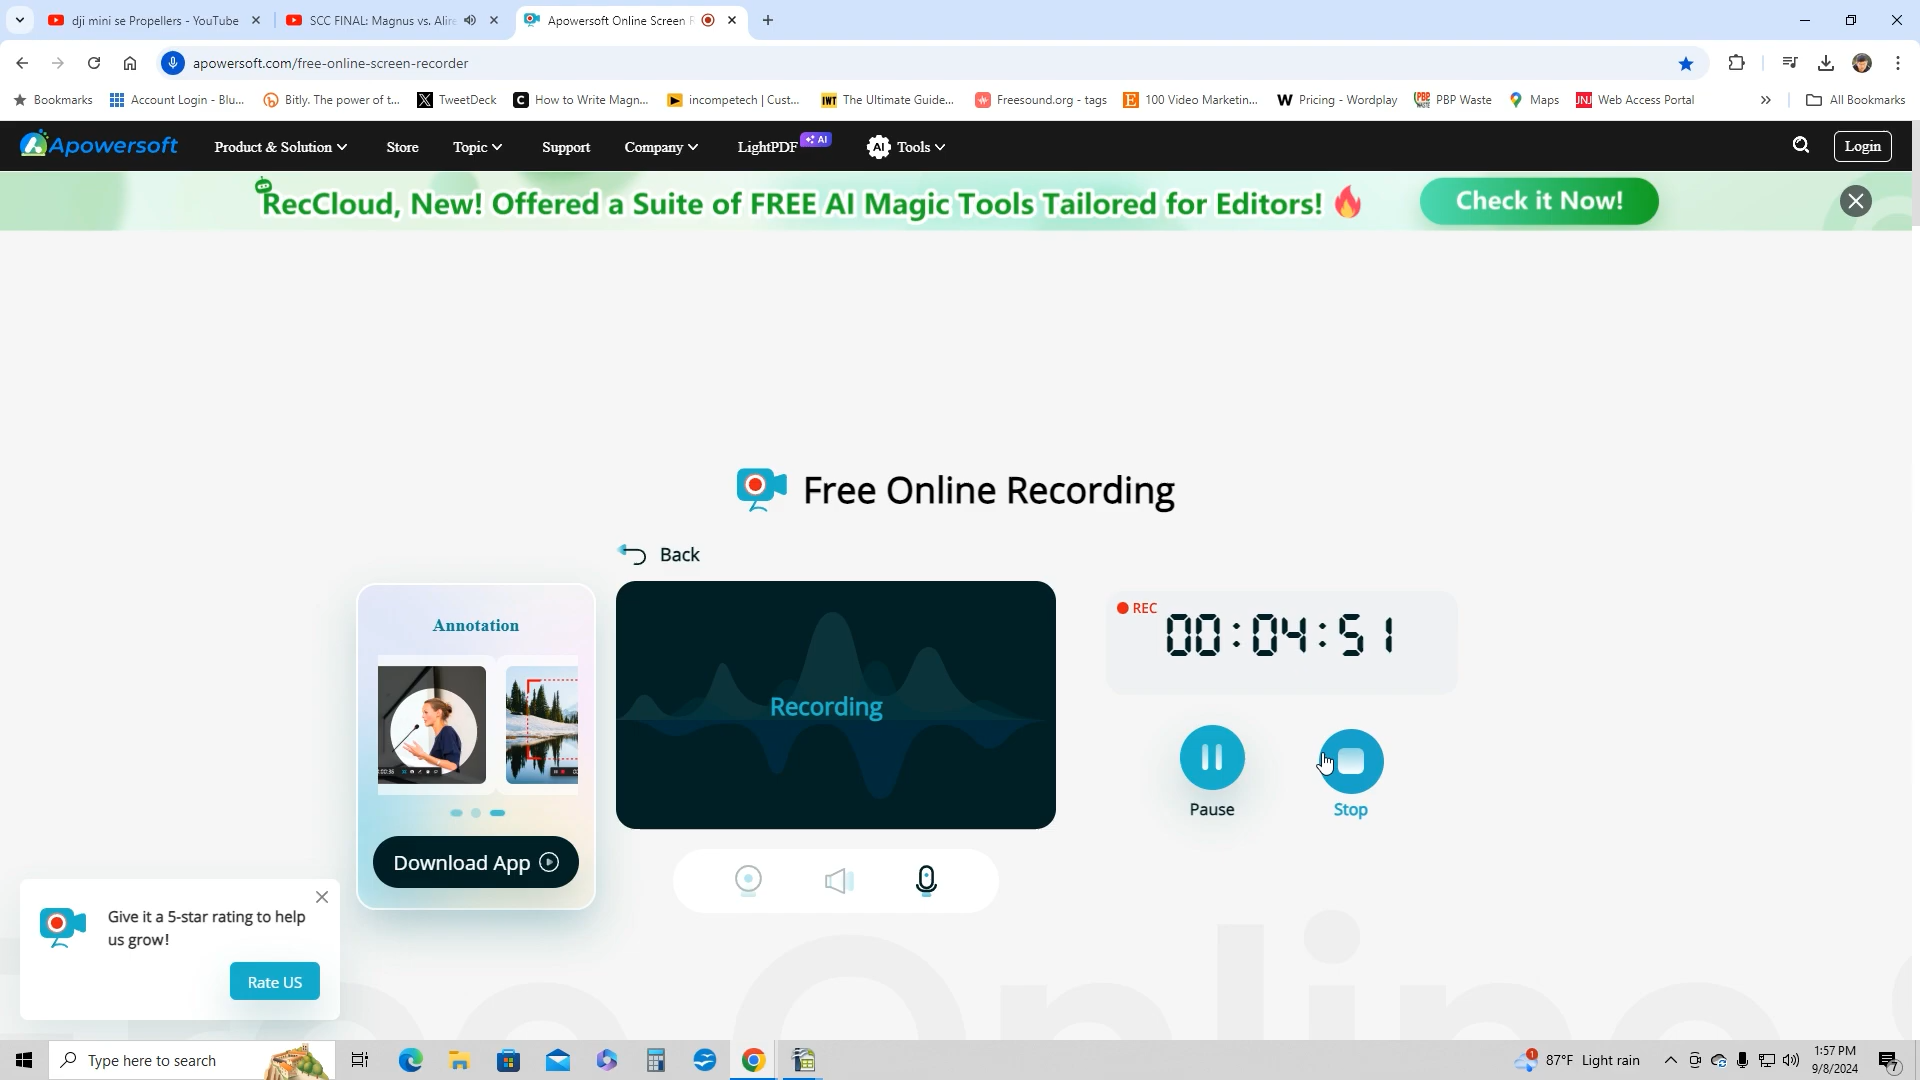 dji mini se Propellers - YouTube
SCC FINAL: Magnus vs. Alire
Apowersoft Online Screen R
apowersoft.com/free-online-screen-recorder
Bookmarks
Account Login - Blu...
Bitly. The power of t...
TweetDeck
How to Write Magn...
incompetech | Cust...
The Ultimate Guide...
Freesound.org - tags
100 Video Marketin...
Pricing - Wordplay
PBP Waste
Maps
Web Access Portal
All Bookmarks
Apowersoft
Product & Solution
Store
Topic
Support
Company
LightPDF
AI
AI
Tools
Login
RecCloud, New! Offered a Suite of FREE AI Magic Tools Tailored for Editors!
Check it Now!
Free Online Recording
Back
Annotation
Download App
Recording
REC
00:04:51
Pause
Stop
Give it a 5-star rating to help
us grow!
Rate US
Free Online S
Type here to search
87°F Light rain
1:57 PM
9/8/2024